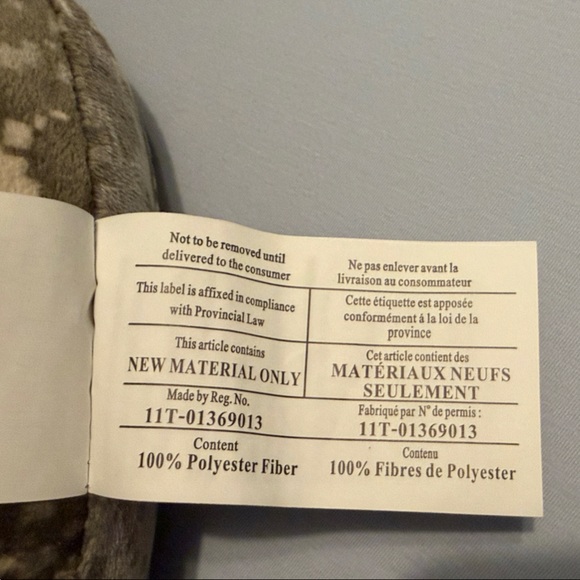 Not to be removed until
delivered to the consumer
This label is affixed in compliance
with Provincial Law
This article contains
NEW MATERIAL ONLY
Made by Reg. No.
11T-01369013
Content
100% Polyester Fiber
Ne pas enlever avant la
livraison au consommateur
Cette étiquette est apposée
conformément à la loi de la
province
Cet article contient des
MATÉRIAUX NEUFS
SEULEMENT
Fabriqué par N° de permis :
11T-01369013
Contenu
100% Fibres de Polyester